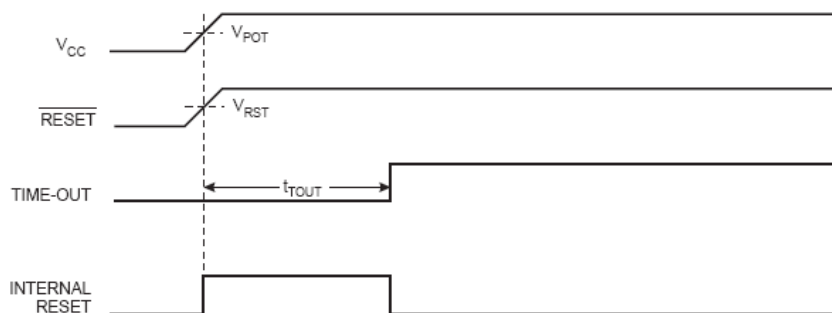 VCC
VPOT
RESET
VRST
TIME-OUT
tTOUT
INTERNAL
RESET